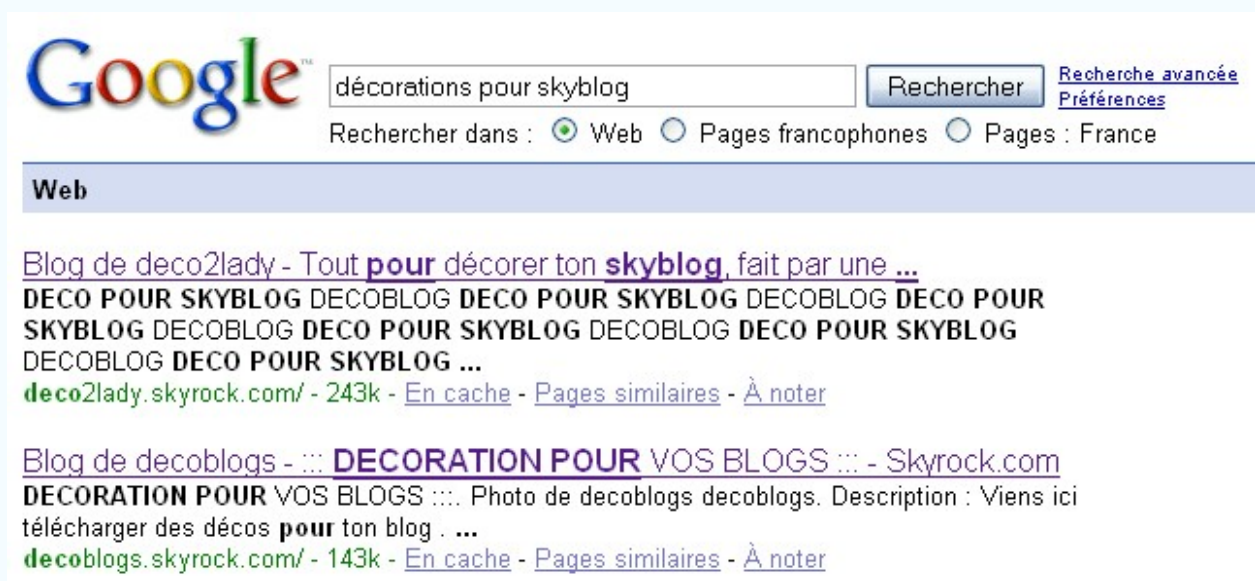 Google™ décorations pour skyblog Rechercher Recherche avancée
Préférences
Rechercher dans : Web Pages francophones Pages : France
Web
Blog de deco2lady - Tout pour décorer ton skyblog, fait par une ...
DECO POUR SKYBLOG DECOBLOG DECO POUR SKYBLOG DECOBLOG DECO POUR
SKYBLOG DECOBLOG DECO POUR SKYBLOG DECOBLOG DECO POUR SKYBLOG
DECOBLOG DECO POUR SKYBLOG ...
deco2lady.skyrock.com/ - 243k - En cache - Pages similaires - À noter
Blog de decoblogs - ::: DECORATION POUR VOS BLOGS ::: - Skyrock.com
DECORATION POUR VOS BLOGS :::. Photo de decoblogs decoblogs. Description : Viens ici
télécharger des décos pour ton blog . ...
decoblogs.skyrock.com/ - 143k - En cache - Pages similaires - À noter